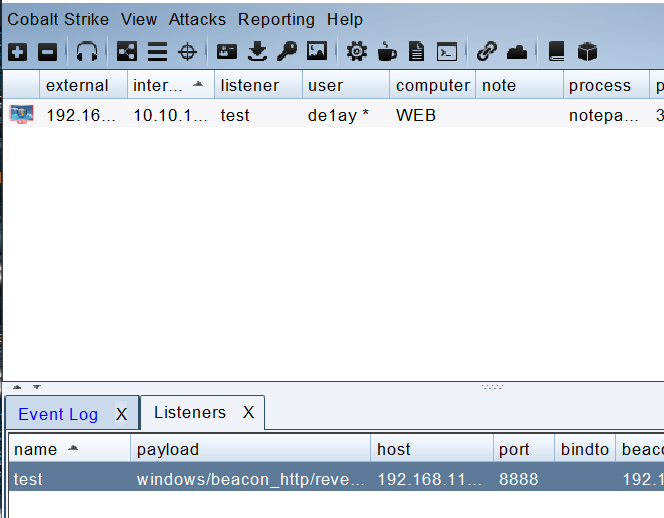 Cobalt Strike View Attacks Reporting Help
external inter... listener user computer note process p
192.16... 10.10.1... test de1ay * WEB notepa... 3
Event Log X Listeners X
name payload host port bindto beaco
test windows/beacon_http/reve... 192.168.11... 8888 192.1